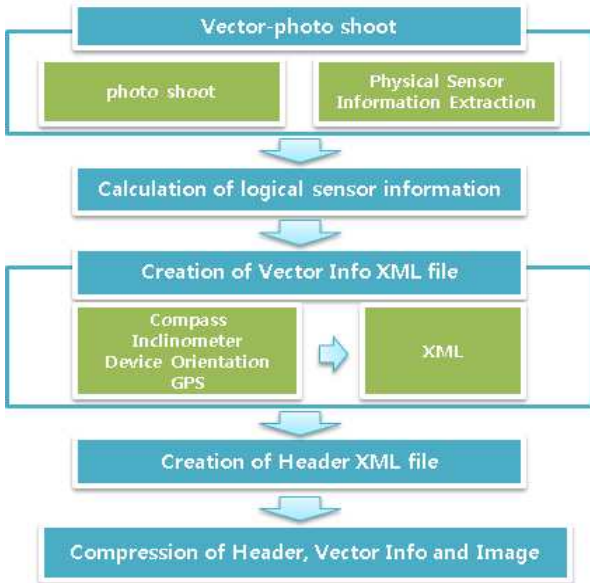 Vector-photo shoot
photo shoot
Physical Sensor
Information Extraction
Calculation of logical sensor information
Creation of Vector Info XML file
Compass
Inclinometer
Device Orientation
GPS
XML
Creation of Header XML file
Compression of Header, Vector Info and Image